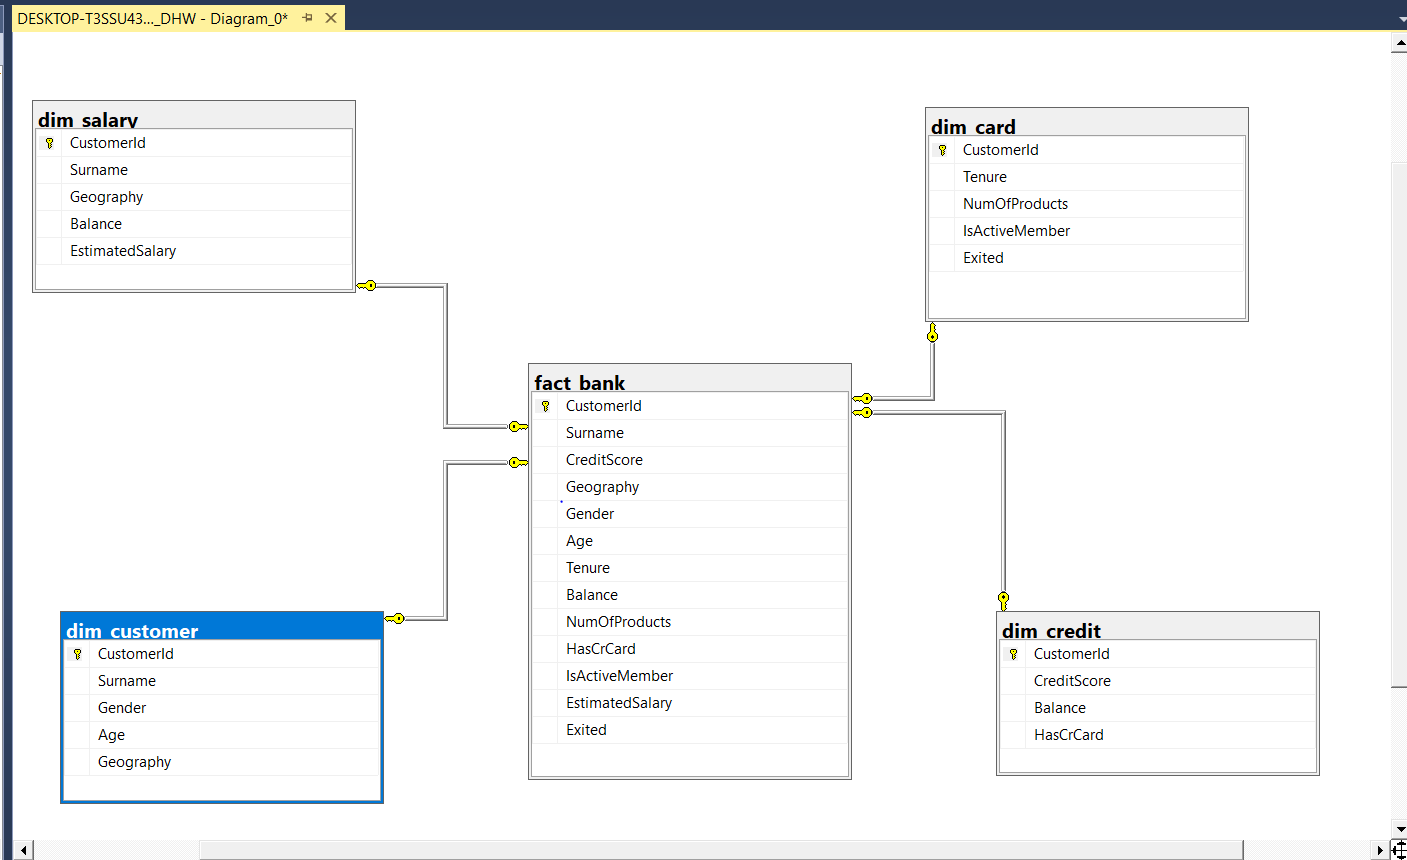 DESKTOP-T3SSU43..._DHW - Diagram_0*
dim_salary
CustomerId
Surname
Geography
Balance
EstimatedSalary
dim_card
CustomerId
Tenure
NumOfProducts
IsActiveMember
Exited
fact_bank
CustomerId
Surname
CreditScore
Geography
Gender
Age
Tenure
Balance
NumOfProducts
HasCrCard
IsActiveMember
EstimatedSalary
Exited
dim_customer
CustomerId
Surname
Gender
Age
Geography
dim_credit
CustomerId
CreditScore
Balance
HasCrCard